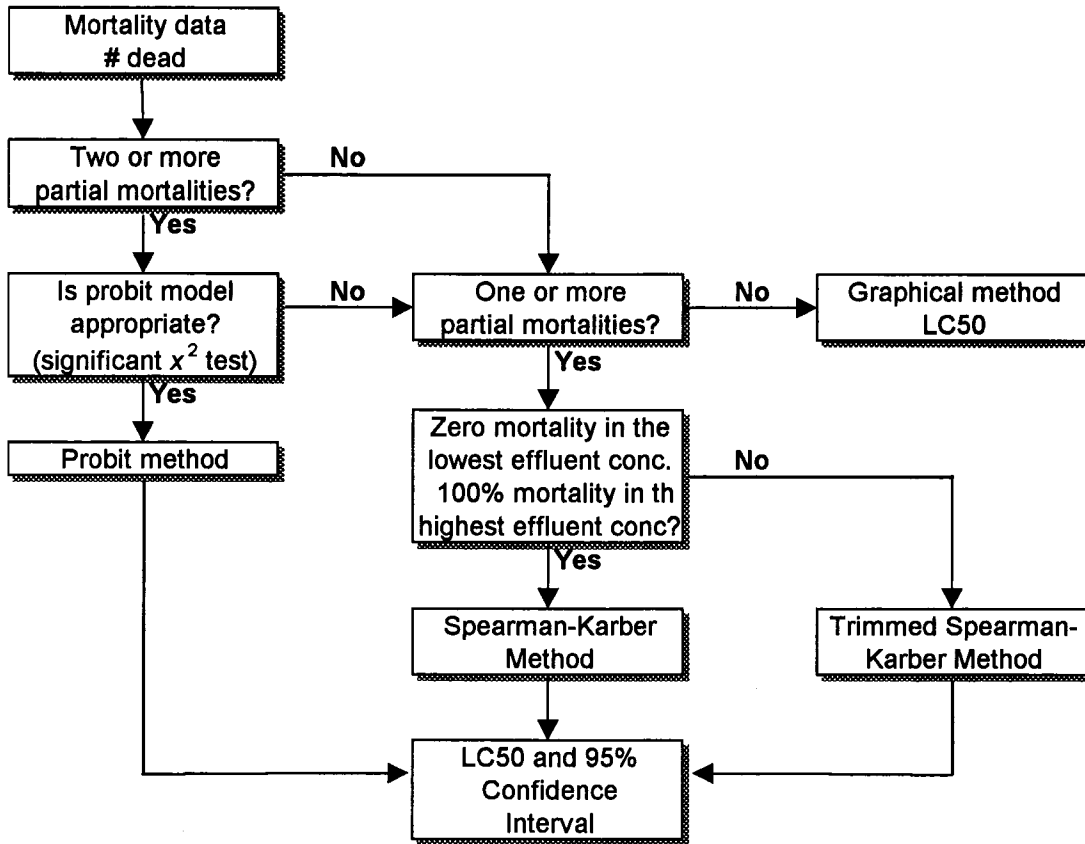 Mortality data
# dead
Two or more
partial mortalities?
No
Yes
Is probit model
appropriate?
(significant x² test)
No
One or more
partial mortalities?
No
Graphical method
LC50
Yes
Yes
Probit method
Zero mortality in the
lowest effluent conc.
100% mortality in th
highest effluent conc?
No
Yes
Spearman-Karber
Method
Trimmed Spearman-
Karber Method
LC50 and 95%
Confidence
Interval